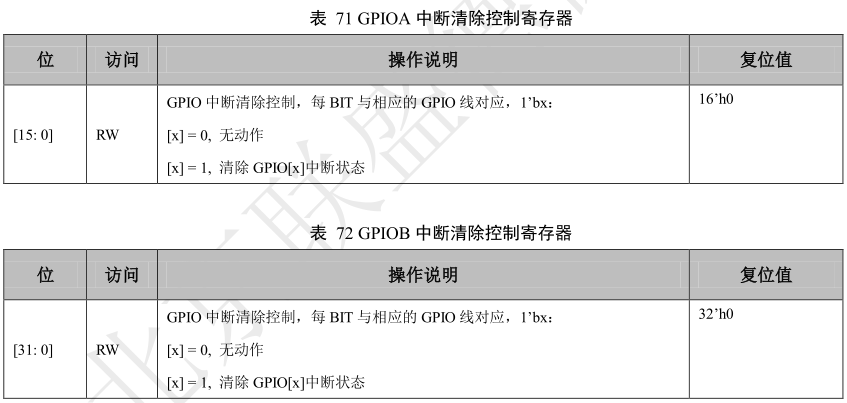 表 71 GPIOA 中断清除控制寄存器
位 访问 操作说明 复位值
GPIO 中断清除控制，每 BIT 与相应的 GPIO 线对应，1’bx： 16’h0
[15: 0] RW [x] = 0, 无动作
[x] = 1, 清除 GPIO[x]中断状态
表 72 GPIOB 中断清除控制寄存器
位 访问 操作说明 复位值
GPIO 中断清除控制，每 BIT 与相应的 GPIO 线对应，1’bx： 32’h0
[31: 0] RW [x] = 0, 无动作
[x] = 1, 清除 GPIO[x]中断状态
北京联盛德